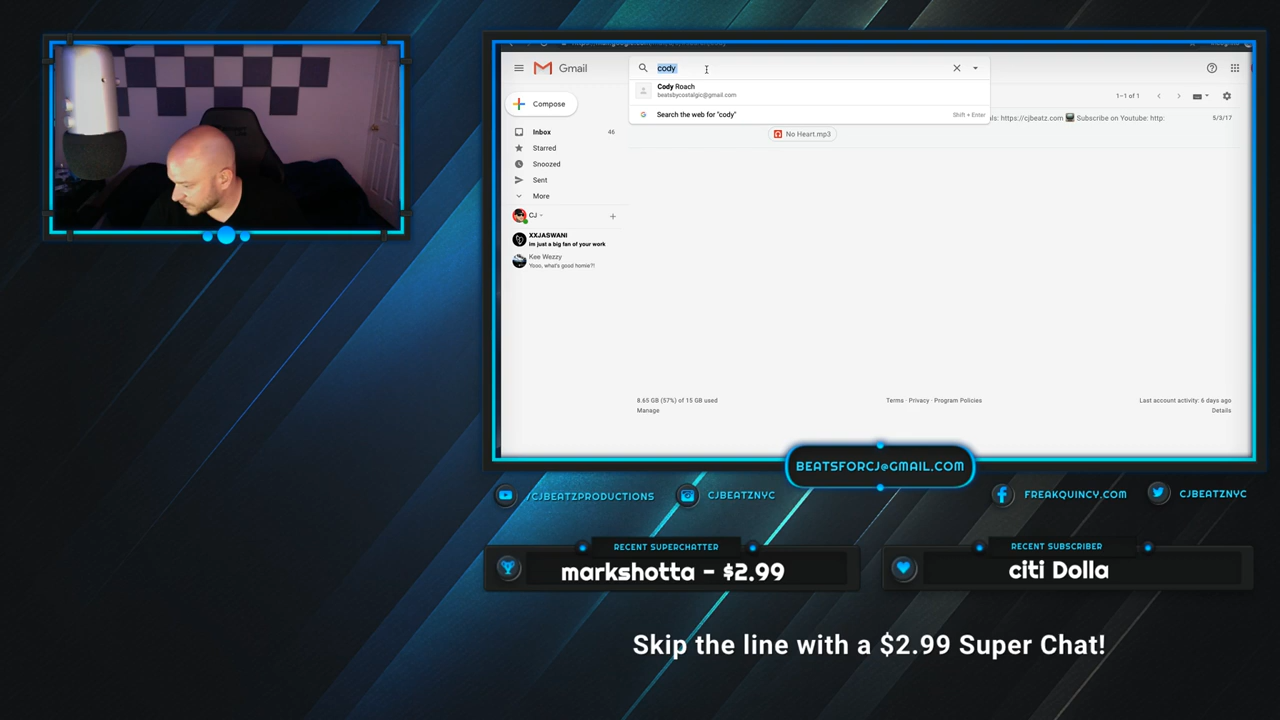 Gmail
cody
Cody Roach
beatsbycostalgic@gmail.com
Search the web for "cody"
Shift + Enter
Compose
1–1 of 1
Inbox
46
als: https://cjbeatz.com 💻 Subscribe on Youtube: http:
5/3/17
No Heart.mp3
Starred
Snoozed
Sent
More
CJ
XXJASWANI
Im just a big fan of your work
Kee Wezzy
Yooo, what's good homie?!
8.65 GB (57%) of 15 GB used
Manage
Terms · Privacy · Program Policies
Last account activity: 6 days ago
Details
BEATSFORCJ@GMAIL.COM
/CJBEATZPRODUCTIONS
CJBEATZNYC
FREAKQUINCY.COM
CJBEATZNYC
RECENT SUPERCHATTER
markshotta - $2.99
RECENT SUBSCRIBER
citi Dolla
Skip the line with a $2.99 Super Chat!